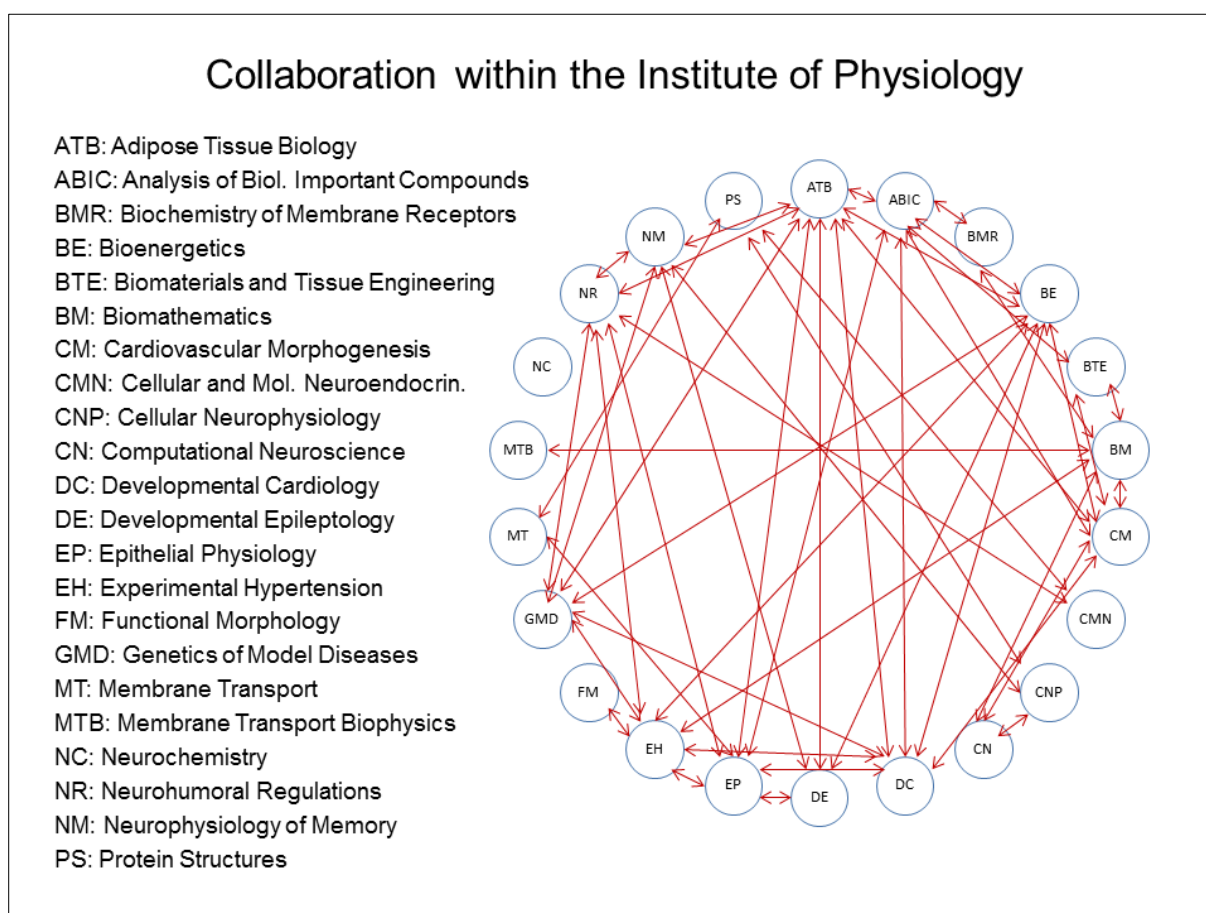 Collaboration within the Institute of Physiology
ATB: Adipose Tissue Biology
ABIC: Analysis of Biol. Important Compounds
BMR: Biochemistry of Membrane Receptors
BE: Bioenergetics
BTE: Biomaterials and Tissue Engineering
BM: Biomathematics
CM: Cardiovascular Morphogenesis
CMN: Cellular and Mol. Neuroendocrin.
CNP: Cellular Neurophysiology
CN: Computational Neuroscience
DC: Developmental Cardiology
DE: Developmental Epileptology
EP: Epithelial Physiology
EH: Experimental Hypertension
FM: Functional Morphology
GMD: Genetics of Model Diseases
MT: Membrane Transport
MTB: Membrane Transport Biophysics
NC: Neurochemistry
NR: Neurohumoral Regulations
NM: Neurophysiology of Memory
PS: Protein Structures
ATB
ABIC
BMR
BE
BTE
BM
CM
CMN
CNP
CN
DC
DE
EP
EH
FM
GMD
MT
MTB
NC
NR
NM
PS